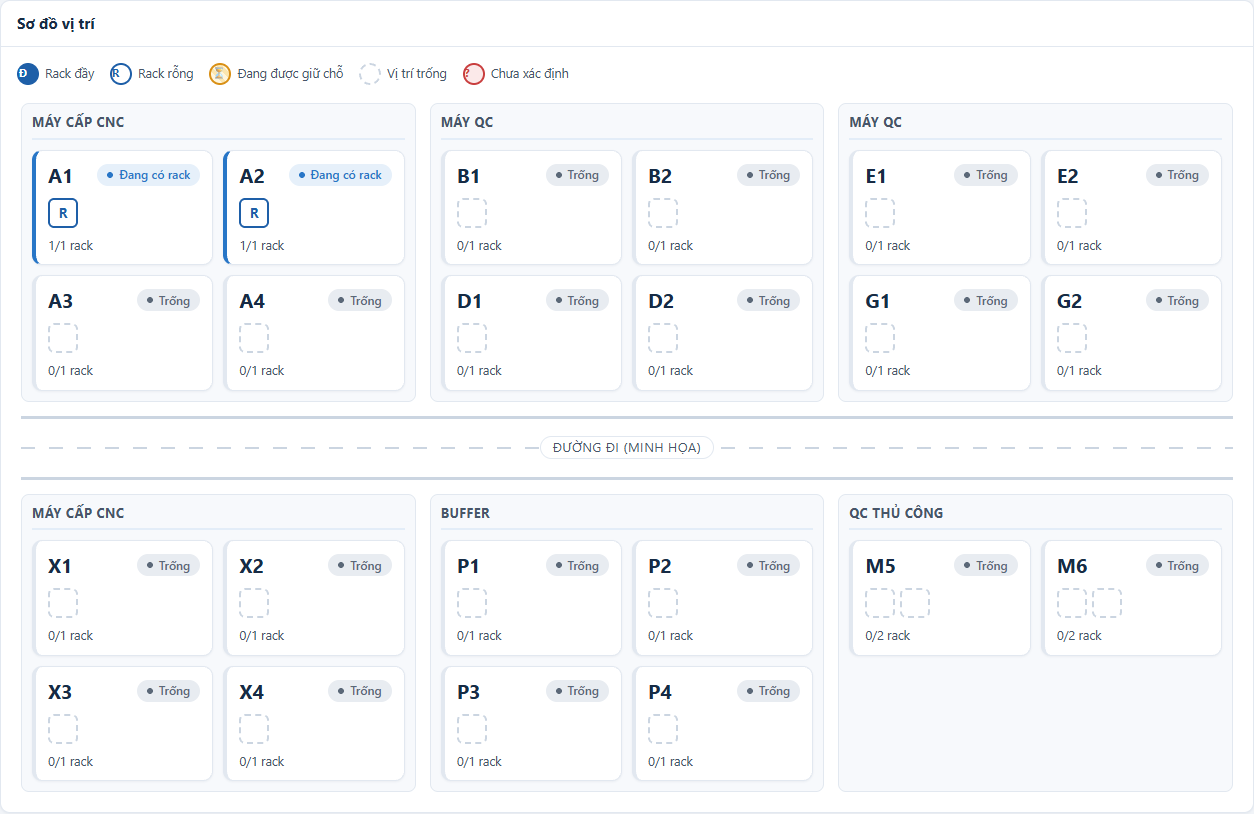 Sơ đồ vị trí
Đ Rack đầy R Rack rỗng ⏳ Đang được giữ chỗ Vị trí trống ? Chưa xác định
MÁY CẤP CNC
A1 Đang có rack
R
1/1 rack
A2 Đang có rack
R
1/1 rack
A3 Trống
0/1 rack
A4 Trống
0/1 rack
MÁY QC
B1 Trống
0/1 rack
B2 Trống
0/1 rack
D1 Trống
0/1 rack
D2 Trống
0/1 rack
MÁY QC
E1 Trống
0/1 rack
E2 Trống
0/1 rack
G1 Trống
0/1 rack
G2 Trống
0/1 rack
ĐƯỜNG ĐI (MINH HỌA)
MÁY CẤP CNC
X1 Trống
0/1 rack
X2 Trống
0/1 rack
X3 Trống
0/1 rack
X4 Trống
0/1 rack
BUFFER
P1 Trống
0/1 rack
P2 Trống
0/1 rack
P3 Trống
0/1 rack
P4 Trống
0/1 rack
QC THỦ CÔNG
M5 Trống
0/2 rack
M6 Trống
0/2 rack